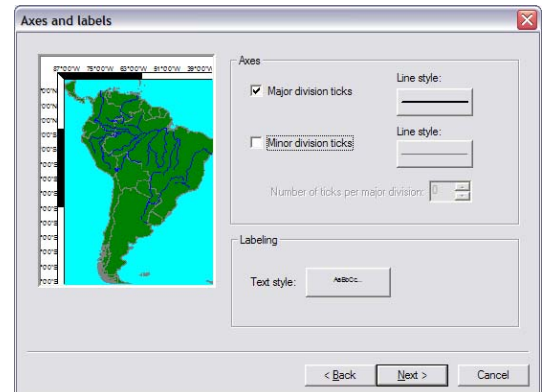 Axes and labels
87°00'W 75°00'W 63°00'W 51°00'W 39°00'W
Axes
Major division ticks
Line style:
Minor division ticks
Line style:
Number of ticks per major division: 0
Labeling
Text style:
AaBbCc...
< Back
Next >
Cancel